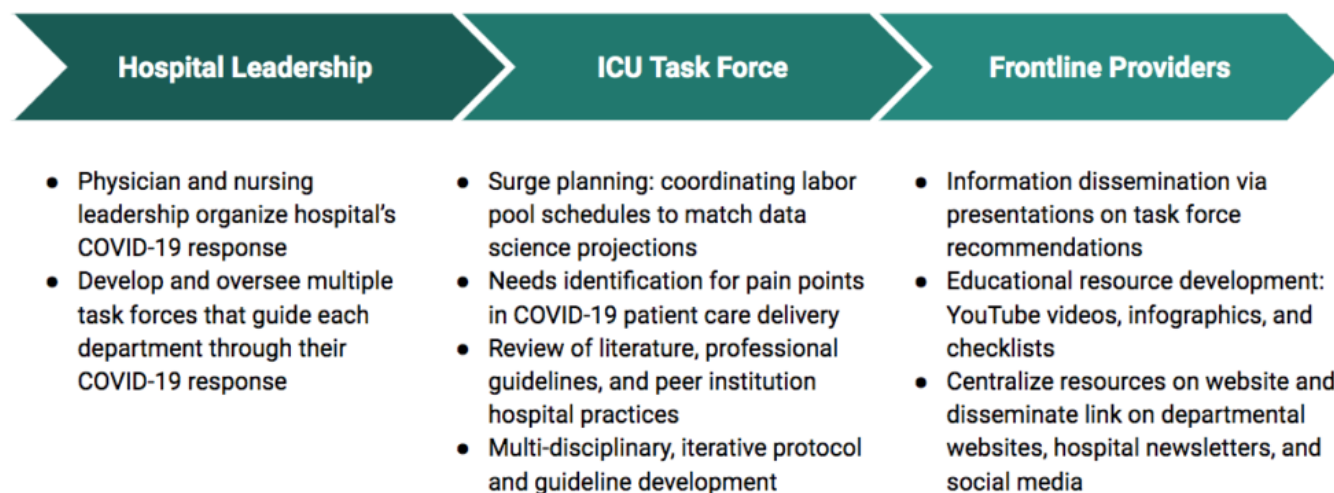 Hospital Leadership
ICU Task Force
Frontline Providers
● Physician and nursing
leadership organize hospital’s
COVID-19 response
● Develop and oversee multiple
task forces that guide each
department through their
COVID-19 response
● Surge planning: coordinating labor
pool schedules to match data
science projections
● Needs identification for pain points
in COVID-19 patient care delivery
● Review of literature, professional
guidelines, and peer institution
hospital practices
● Multi-disciplinary, iterative protocol
and guideline development
● Information dissemination via
presentations on task force
recommendations
● Educational resource development:
YouTube videos, infographics, and
checklists
● Centralize resources on website and
disseminate link on departmental
websites, hospital newsletters, and
social media